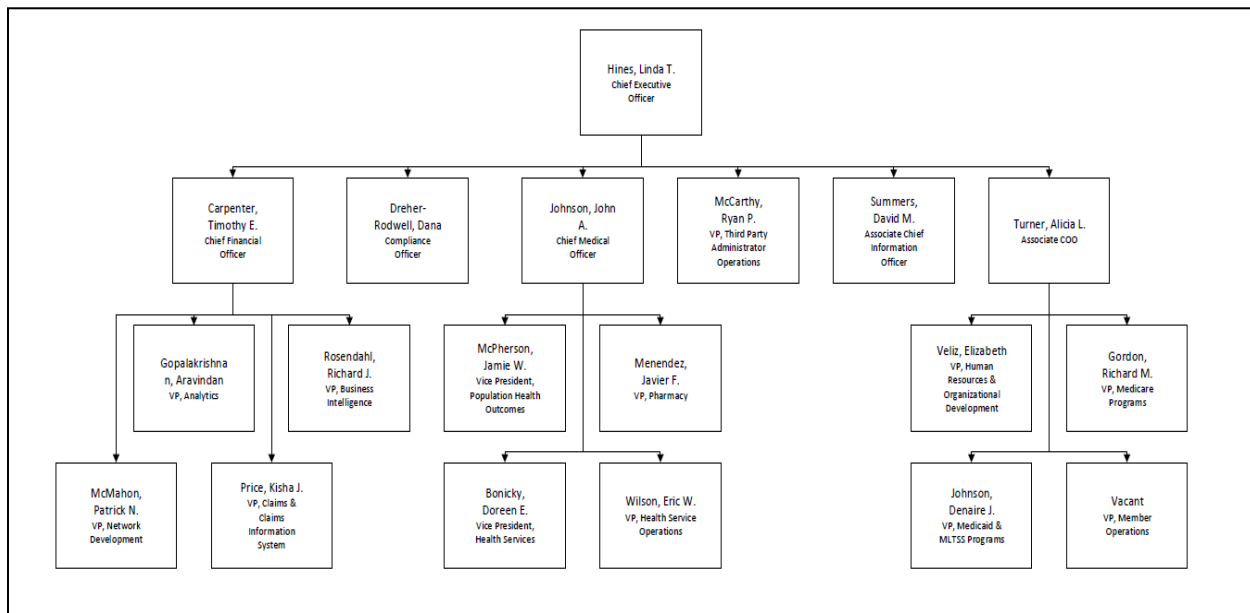 Hines, Linda T.
Chief Executive
Officer
Carpenter,
Timothy E.
Chief Financial
Officer
Dreher-
Rodwell, Dana
Compliance
Officer
Johnson, John
A.
Chief Medical
Officer
McCarthy,
Ryan P.
VP, Third Party
Administrator
Operations
Summers,
David M.
Associate Chief
Information
Officer
Turner, Alicia L.
Associate COO
Gopalakrishna
n, Aravindan
VP, Analytics
Rosendahl,
Richard J.
VP, Business
Intelligence
McPherson,
Jamie W.
Vice President,
Population Health
Outcomes
Menendez,
Javier F.
VP, Pharmacy
Veliz, Elizabeth
VP, Human
Resources &
Organizational
Development
Gordon,
Richard M.
VP, Medicare
Programs
McMahon,
Patrick N.
VP, Network
Development
Price, Kisha J.
VP, Claims &
Claims
Information
System
Bonicky,
Doreen E.
Vice President,
Health Services
Wilson, Eric W.
VP, Health Service
Operations
Johnson,
Denaire J.
VP, Medicaid &
MLTSS Programs
Vacant
VP, Member
Operations